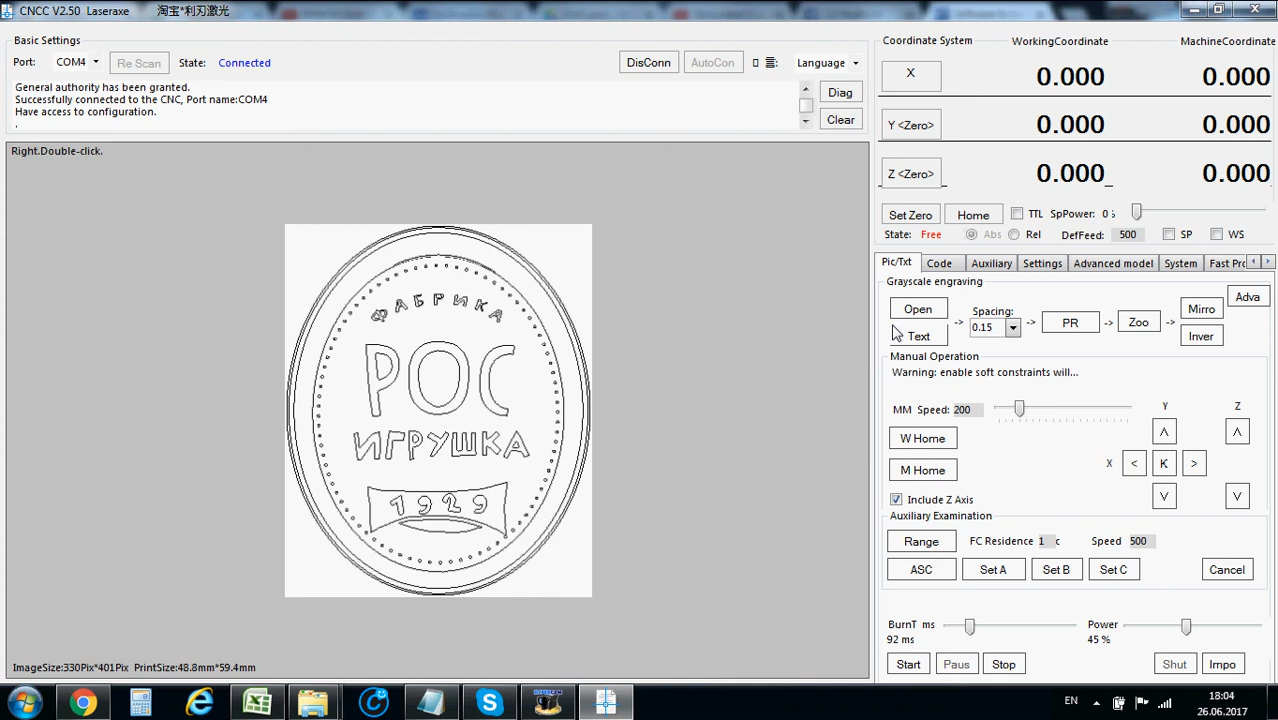 CNCC V2.50 Laseraxe 淘宝*利刃激光
Basic Settings
Port: COM4 Re Scan State: Connected DisConn AutoCon Language
General authority has been granted.
Successfully connected to the CNC, Port name:COM4
Have access to configuration.
.
Diag
Clear
Right.Double-click.
ФАБРИКА
РОС
ИГРУШКА
1929
ImageSize:330Pix*401Pix PrintSize:48.8mm*59.4mm
Coordinate System WorkingCoordinate MachineCoordinate
X 0.000 0.000
Y <Zero> 0.000 0.000
Z <Zero> 0.000 0.000
Set Zero Home TTL SpPower: 0%
State: Free Abs Rel DefFeed: 500 SP WS
Pic/Txt Code Auxiliary Settings Advanced model System Fast Pro
Grayscale engraving
Adva
Open Spacing: Mirro
Text -> 0.15 -> PR -> Zoo -> Inver
Manual Operation
Warning: enable soft constraints will...
MM Speed: 200 Y Z
W Home ^ ^
M Home X < K >
Include Z Axis v v
Auxiliary Examination
Range FC Residence 1 c Speed 500
ASC Set A Set B Set C Cancel
BurnT ms Power
92 ms 45 %
Start Paus Stop Shut Impo
EN 18:04
26.06.2017